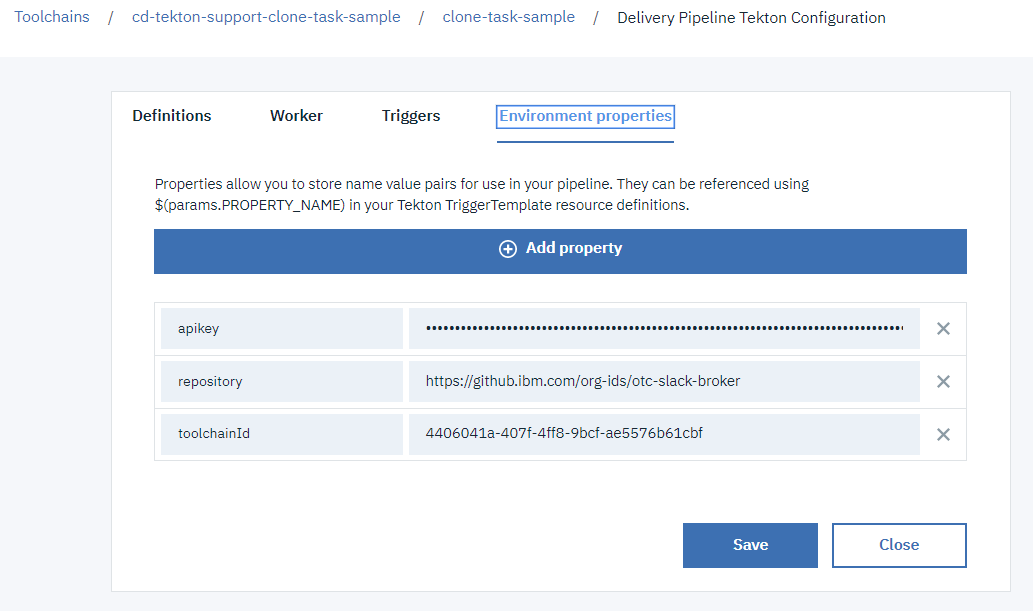 Toolchains / cd-tekton-support-clone-task-sample / clone-task-sample / Delivery Pipeline Tekton Configuration
Definitions Worker Triggers Environment properties
Properties allow you to store name value pairs for use in your pipeline. They can be referenced using
$(params.PROPERTY_NAME) in your Tekton TriggerTemplate resource definitions.
Add property
apikey
repository https://github.ibm.com/org-ids/otc-slack-broker
toolchainId 4406041a-407f-4ff8-9bcf-ae5576b61cbf
Save Close